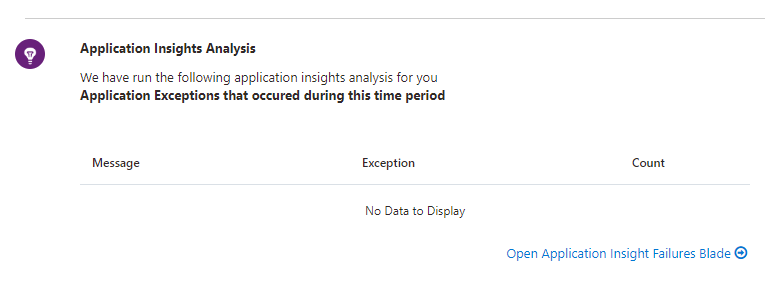 Application Insights Analysis
We have run the following application insights analysis for you
Application Exceptions that occured during this time period
Message Exception Count
No Data to Display
Open Application Insight Failures Blade